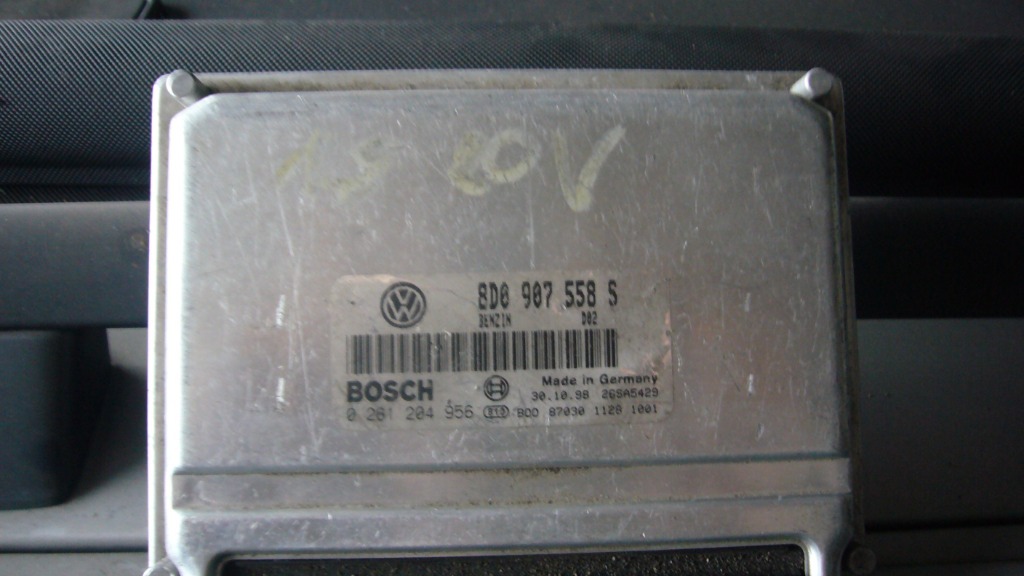 1.8 20V
8D0 907 558 S
BENZIN D02
BOSCH Made in Germany
30.10.98 26SA5429
0 261 204 956 BDD 87030 1128 1001